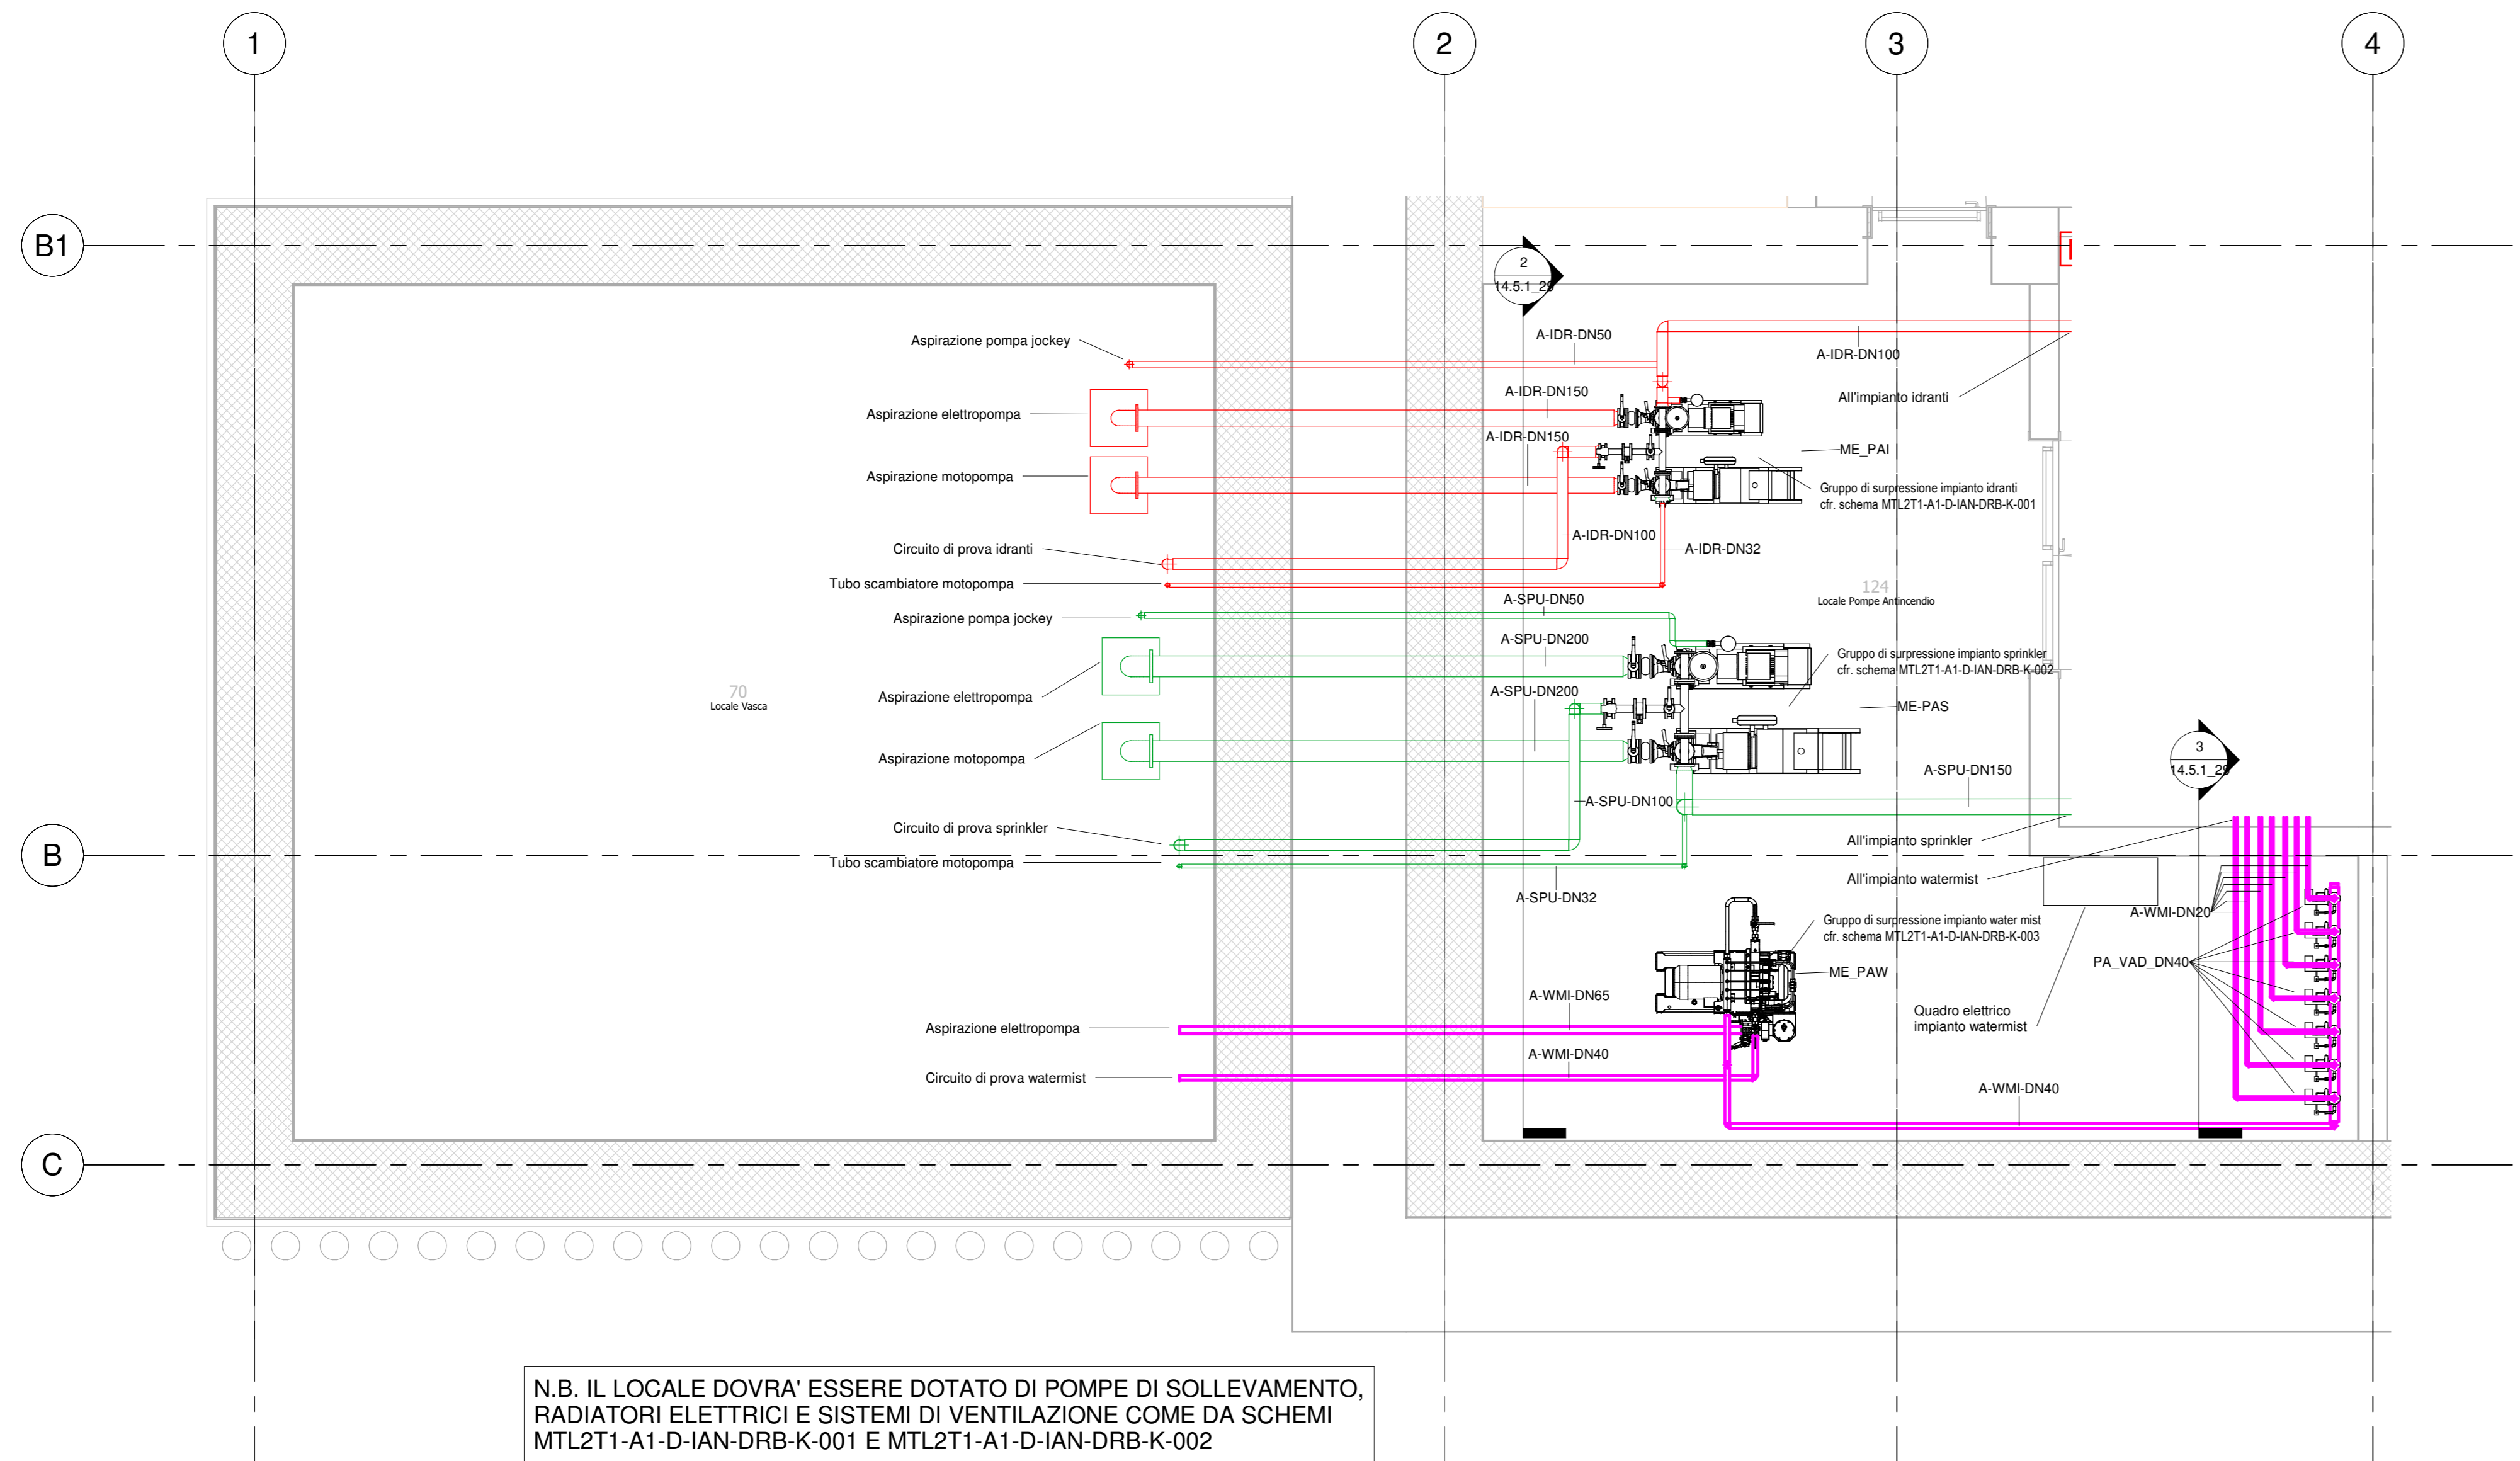 1
2
3
4
B1
B
C
2
14.5.1_29
Aspirazione pompa jockey
A-IDR-DN50
A-IDR-DN100
Aspirazione elettropompa
A-IDR-DN150
All'impianto idranti
A-IDR-DN150
ME_PAI
Aspirazione motopompa
Gruppo di surpressione impianto idranti
cfr. schema MTL2T1-A1-D-IAN-DRB-K-001
Circuito di prova idranti
A-IDR-DN100
A-IDR-DN32
Tubo scambiatore motopompa
124
Locale Pompe Antincendio
Aspirazione pompa jockey
A-SPU-DN50
A-SPU-DN200
Gruppo di surpressione impianto sprinkler
cfr. schema MTL2T1-A1-D-IAN-DRB-K-002
70
Locale Vasca
Aspirazione elettropompa
A-SPU-DN200
ME-PAS
Aspirazione motopompa
3
14.5.1_29
A-SPU-DN150
A-SPU-DN100
Circuito di prova sprinkler
All'impianto sprinkler
Tubo scambiatore motopompa
All'impianto watermist
A-SPU-DN32
A-WMI-DN20
Gruppo di surpressione impianto water mist
cfr. schema MTL2T1-A1-D-IAN-DRB-K-003
PA_VAD_DN40
ME_PAW
A-WMI-DN65
Quadro elettrico
impianto watermist
Aspirazione elettropompa
A-WMI-DN40
Circuito di prova watermist
A-WMI-DN40
N.B. IL LOCALE DOVRA' ESSERE DOTATO DI POMPE DI SOLLEVAMENTO,
RADIATORI ELETTRICI E SISTEMI DI VENTILAZIONE COME DA SCHEMI
MTL2T1-A1-D-IAN-DRB-K-001 E MTL2T1-A1-D-IAN-DRB-K-002